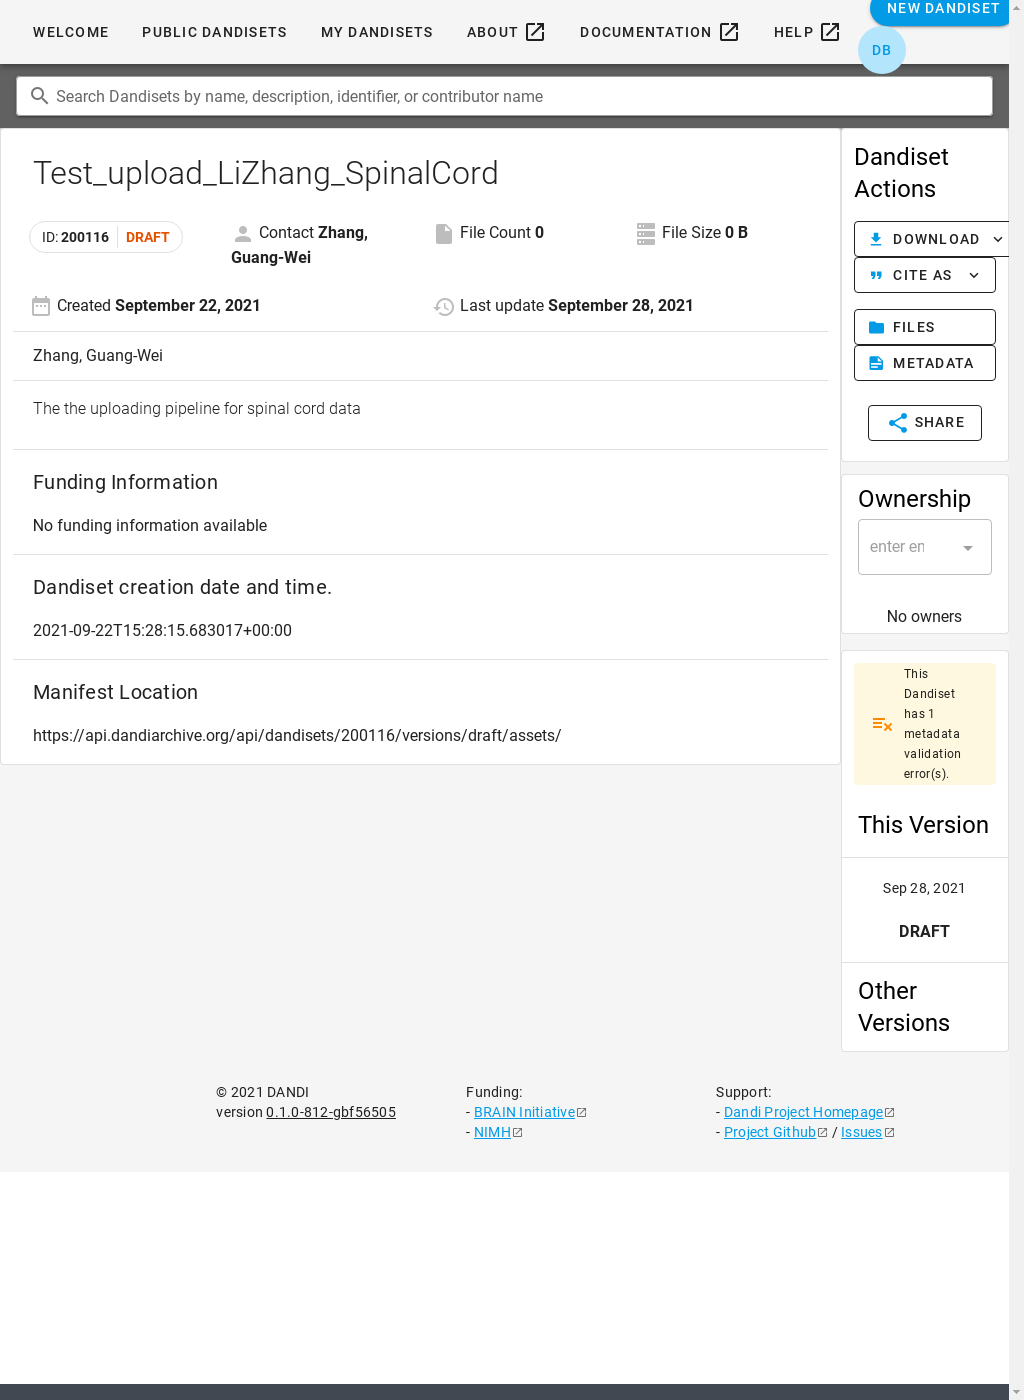 NEW DANDISET
WELCOME PUBLIC DANDISETS MY DANDISETS ABOUT DOCUMENTATION HELP
DB
Search Dandisets by name, description, identifier, or contributor name
Test_upload_LiZhang_SpinalCord
ID: 200116 DRAFT
Contact Zhang,
Guang-Wei
File Count 0
File Size 0 B
Created September 22, 2021
Last update September 28, 2021
Zhang, Guang-Wei
The the uploading pipeline for spinal cord data
Funding Information
No funding information available
Dandiset creation date and time.
2021-09-22T15:28:15.683017+00:00
Manifest Location
https://api.dandiarchive.org/api/dandisets/200116/versions/draft/assets/
Dandiset
Actions
DOWNLOAD
CITE AS
FILES
METADATA
SHARE
Ownership
enter en
No owners
This
Dandiset
has 1
metadata
validation
error(s).
This Version
Sep 28, 2021
DRAFT
Other
Versions
© 2021 DANDI
version 0.1.0-812-gbf56505
Funding:
- BRAIN Initiative
- NIMH
Support:
- Dandi Project Homepage
- Project Github / Issues